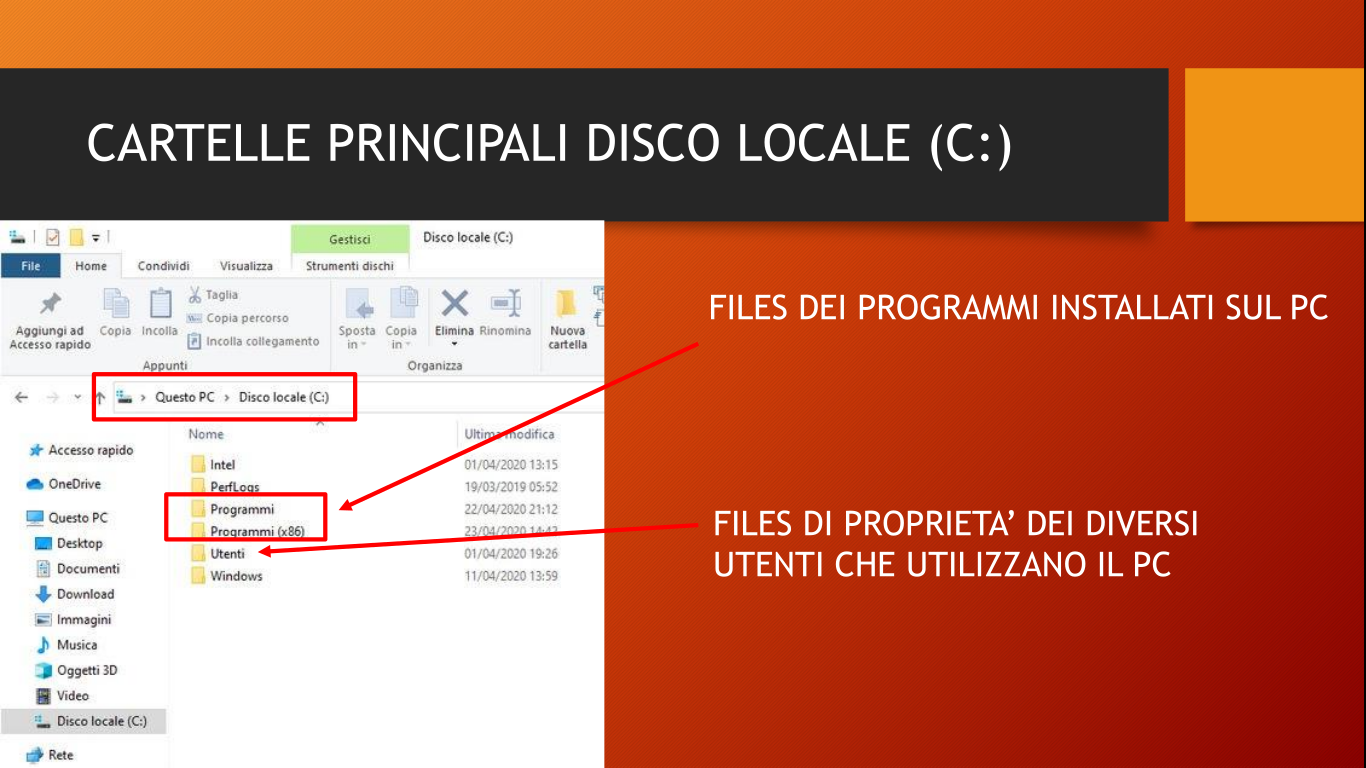 CARTELLE PRINCIPALI DISCO LOCALE (C:)
Gestisci
Disco locale (C:)
File
Home
Condividi
Visualizza
Strumenti dischi
Aggiungi ad
Accesso rapido
Copia
Incolla
Taglia
Copia percorso
Incolla collegamento
Appunti
Sposta
in
Copia
in
Elimina
Rinomina
Organizza
Nuova
cartella
Questo PC › Disco locale (C:)
Accesso rapido
OneDrive
Questo PC
Desktop
Documenti
Download
Immagini
Musica
Oggetti 3D
Video
Disco locale (C:)
Rete
Nome Ultima modifica
Intel 01/04/2020 13:15
PerfLogs 19/03/2019 05:52
Programmi 22/04/2020 21:12
Programmi (x86) 23/04/2020 14:42
Utenti 01/04/2020 19:26
Windows 11/04/2020 13:59
FILES DEI PROGRAMMI INSTALLATI SUL PC
FILES DI PROPRIETA’ DEI DIVERSI
UTENTI CHE UTILIZZANO IL PC